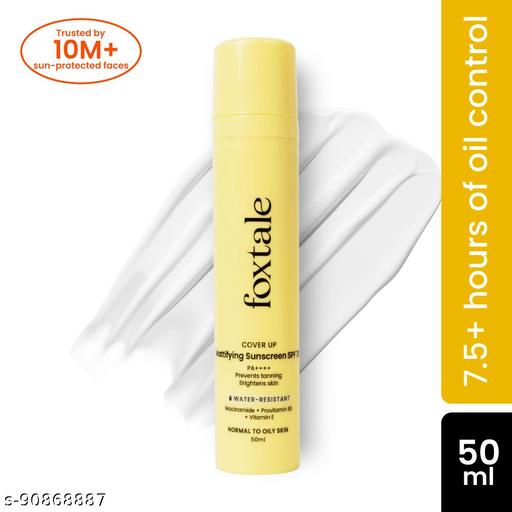 Trusted by
10M+
sun-protected faces
foxtale
COVER UP
Mattifying Sunscreen SPF 7
PA++++
Prevents tanning
Brightens skin
WATER-RESISTANT
Niacinamide + Provitamin B5
+ Vitamin E
NORMAL TO OILY SKIN
50ml
7.5+ hours of oil control
50
ml
s-90868887